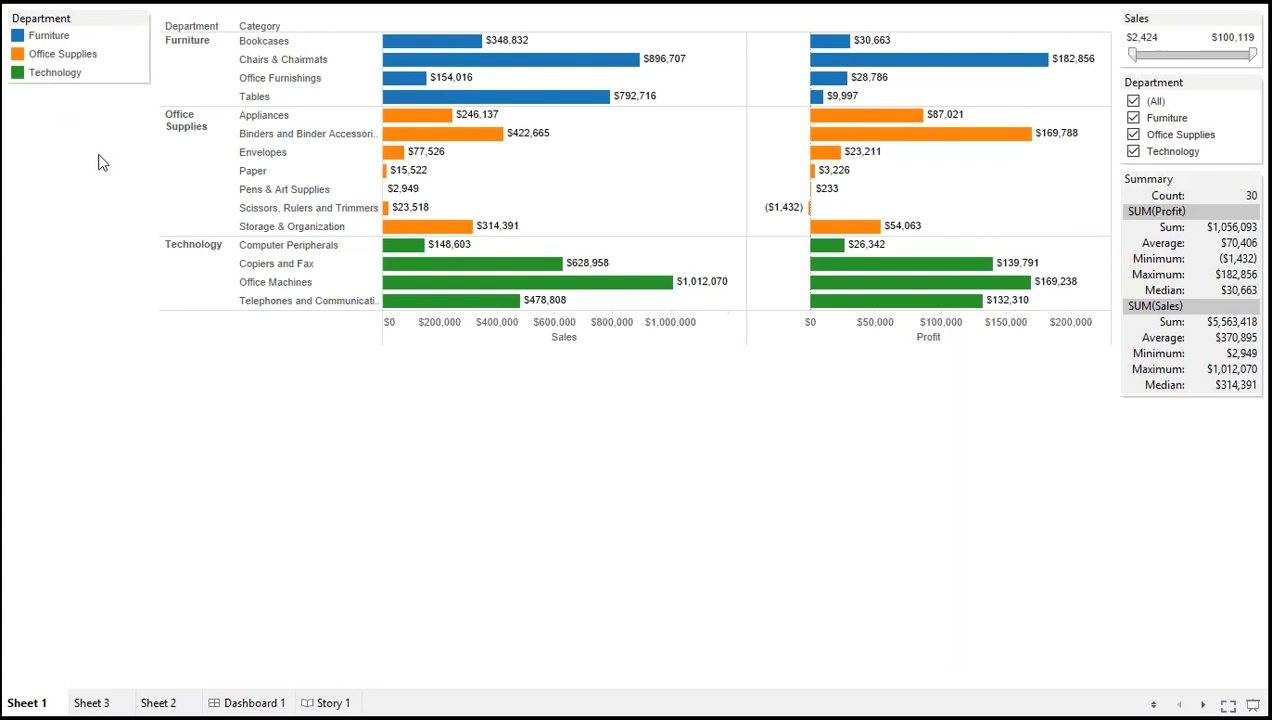 Department
Furniture
Office Supplies
Technology
Department Category
Furniture Bookcases $348,832 $30,663
Chairs & Chairmats $896,707 $182,856
Office Furnishings $154,016 $28,786
Tables $792,716 $9,997
Office Supplies Appliances $246,137 $87,021
Binders and Binder Accessori.. $422,665 $169,788
Envelopes $77,526 $23,211
Paper $15,522 $3,226
Pens & Art Supplies $2,949 $233
Scissors, Rulers and Trimmers $23,518 ($1,432)
Storage & Organization $314,391 $54,063
Technology Computer Peripherals $148,603 $26,342
Copiers and Fax $628,958 $139,791
Office Machines $1,012,070 $169,238
Telephones and Communicati.. $478,808 $132,310
$0 $200,000 $400,000 $600,000 $800,000 $1,000,000 $0 $50,000 $100,000 $150,000 $200,000
Sales Profit
Sales
$2,424 $100,119
Department
(All)
Furniture
Office Supplies
Technology
Summary
Count: 30
SUM(Profit)
Sum: $1,056,093
Average: $70,406
Minimum: ($1,432)
Maximum: $182,856
Median: $30,663
SUM(Sales)
Sum: $5,563,418
Average: $370,895
Minimum: $2,949
Maximum: $1,012,070
Median: $314,391
Sheet 1 Sheet 3 Sheet 2 Dashboard 1 Story 1